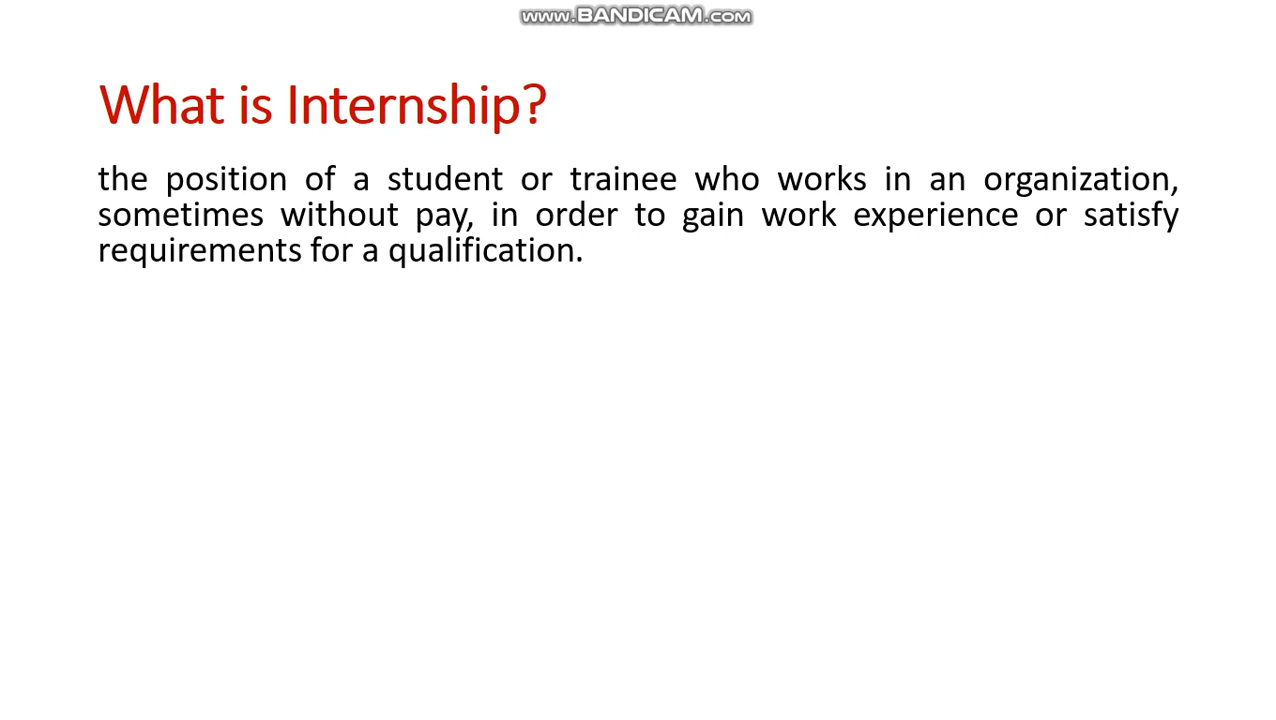 www.BANDICAM.com
What is Internship?
the position of a student or trainee who works in an organization,
sometimes without pay, in order to gain work experience or satisfy
requirements for a qualification.